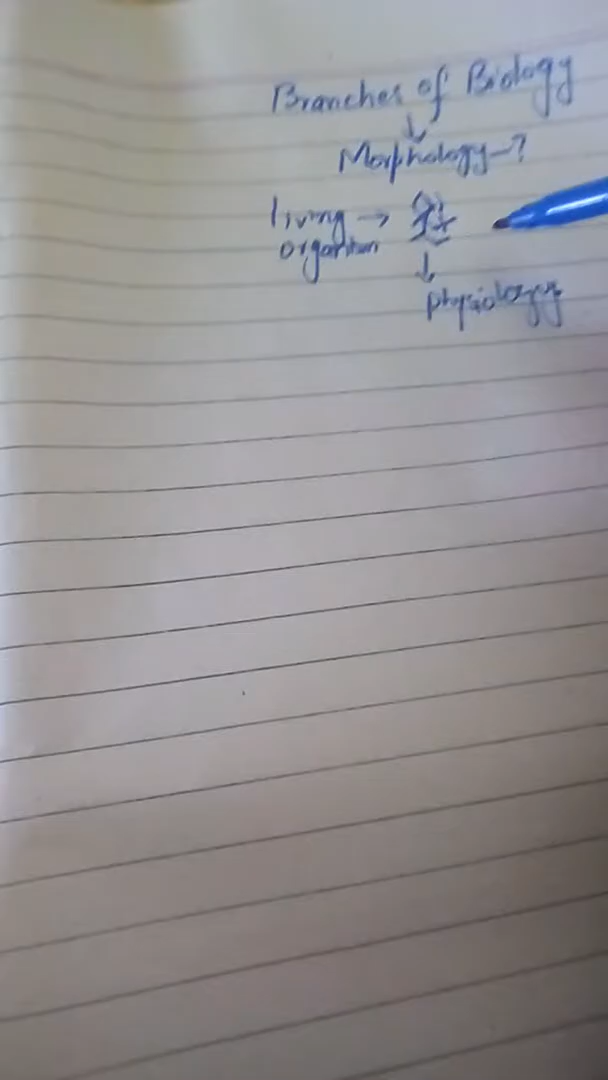 Branches of Biology
↓
Morphology - ?
living →
organism
↓
physiology